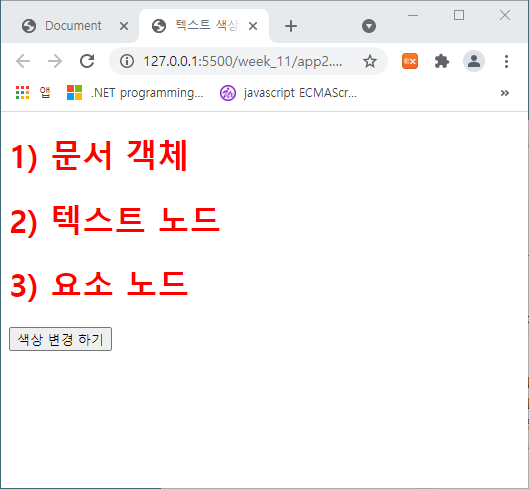 Document
텍스트 색상
127.0.0.1:5500/week_11/app2....
앱
.NET programming...
javascript ECMAScr...
»
1) 문서 객체
2) 텍스트 노드
3) 요소 노드
색상 변경 하기